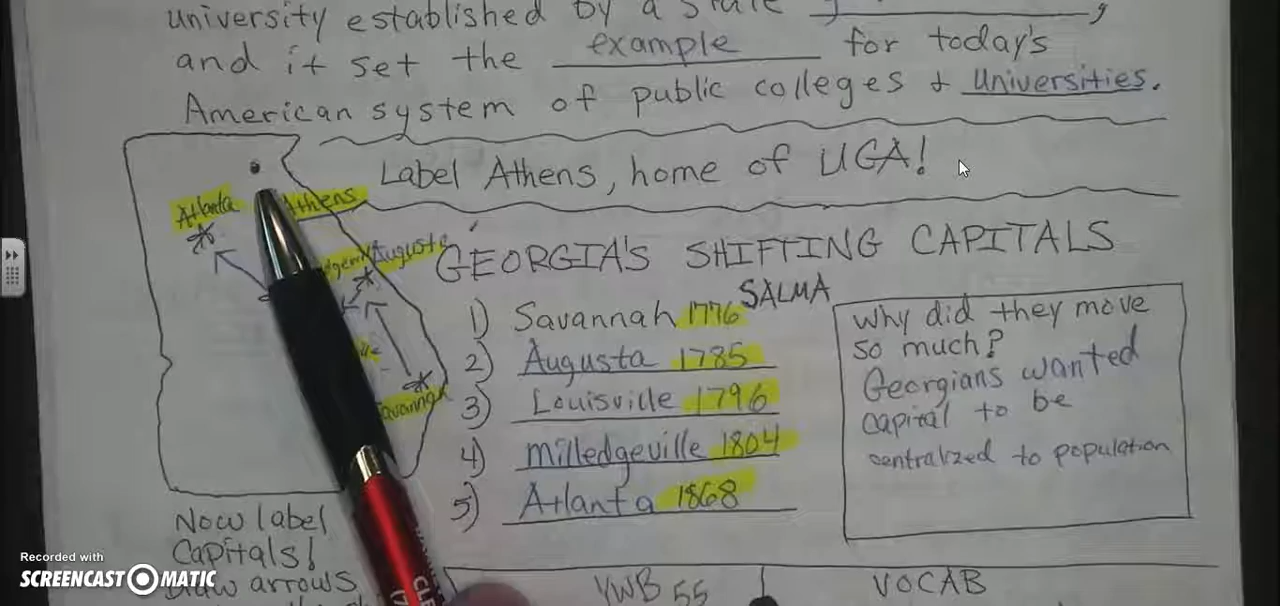 university established by a state
and it set the example for today's
American system of public colleges & Universities.
Label Athens, home of UGA!
Atlanta
Athens
Augusta
Savannah
GEORGIA'S SHIFTING CAPITALS
SALMA
1) Savannah 1776
2) Augusta 1785
3) Louisville 1796
4) Milledgeville 1804
5) Atlanta 1868
Why did they move
so much?
Georgians wanted
capital to be
centralized to population
Now label
Capitals!
Draw arrows
YWB 55
VOCAB
Recorded with
SCREENCAST O MATIC